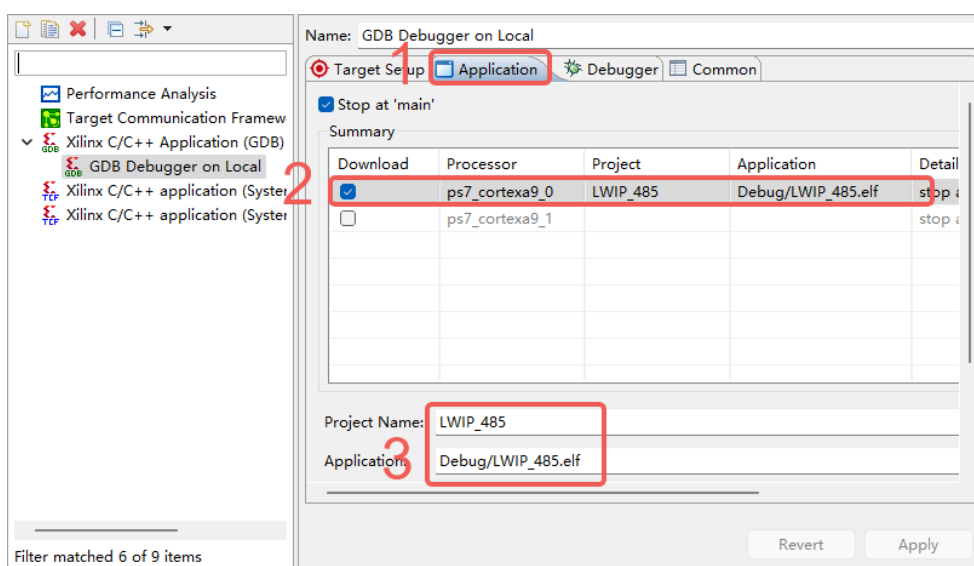 Name: GDB Debugger on Local
1
Target Setup Application Debugger Common
Performance Analysis
Target Communication Framew
Xilinx C/C++ Application (GDB)
GDB Debugger on Local
Xilinx C/C++ application (Syster
Xilinx C/C++ application (Syster
Filter matched 6 of 9 items
Stop at 'main'
Summary
Download Processor Project Application Detail
2
ps7_cortexa9_0 LWIP_485 Debug/LWIP_485.elf stop a
ps7_cortexa9_1 stop a
Project Name: LWIP_485
3
Application: Debug/LWIP_485.elf
Revert Apply